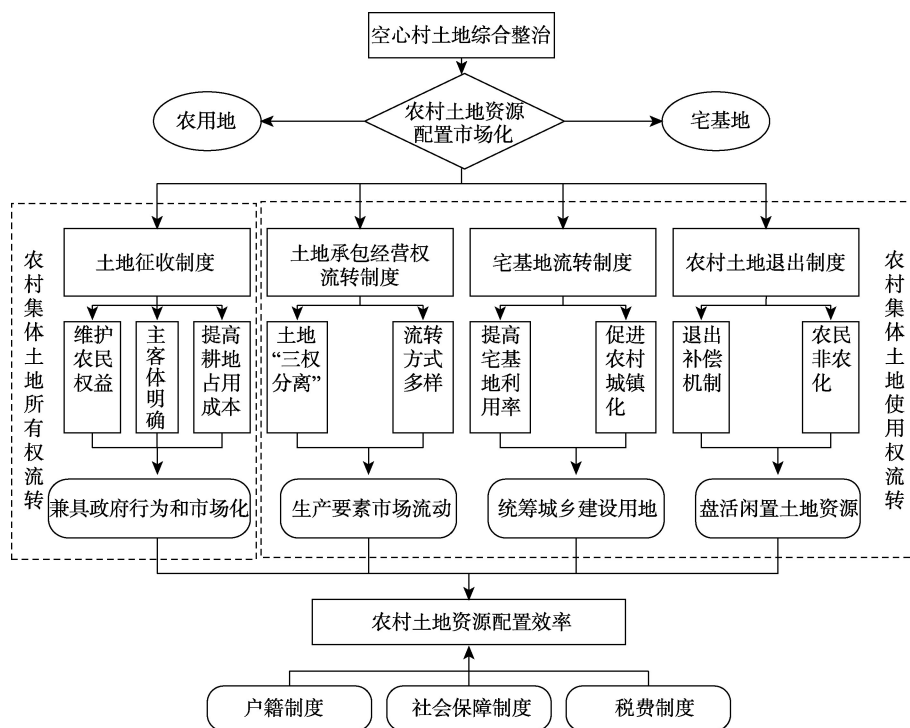 空心村土地综合整治
农村土地资源
配置市场化
农用地
宅基地
农村集体土地所有权流转
土地征收制度
土地承包经营权
流转制度
宅基地流转制度
农村土地退出制度
农村集体土地使用权流转
维护
农民
权益
主
客
体
明
确
提高
耕地
占用
成本
土地
“三权
分离”
流转
方式
多样
提高
宅基
地利
用率
促进
农村
城镇
化
退出
补偿
机制
农民
非农
化
兼具政府行为和市场化
生产要素市场流动
统筹城乡建设用地
盘活闲置土地资源
农村土地资源配置效率
户籍制度
社会保障制度
税费制度